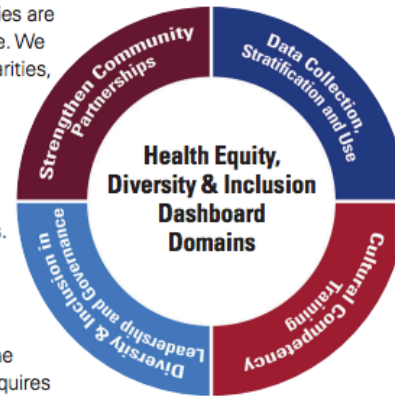 ies are
e. We
arities,
s.
quires
Strengthen Community
Partnerships
Data Collection,
Stratification and Use
Health Equity,
Diversity & Inclusion
Dashboard
Domains
Diversity & Inclusion in
Leadership and Governance
Cultural Competency
Training